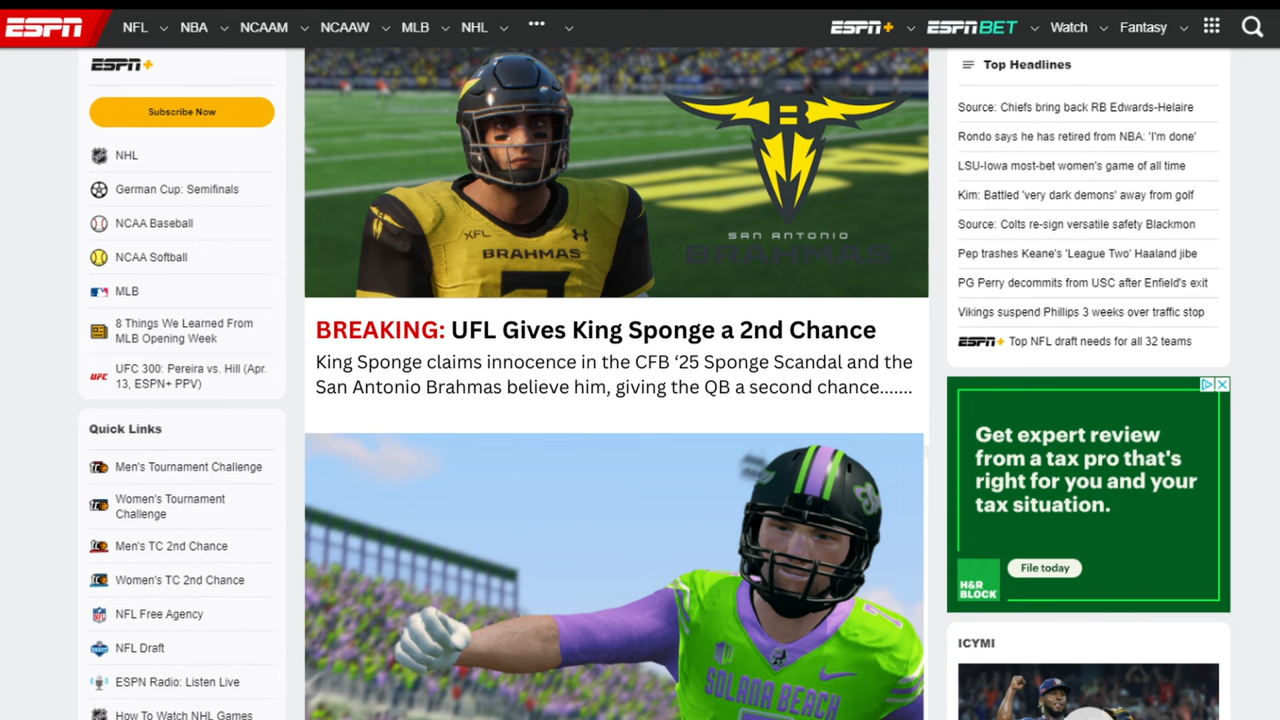 ESPN
NFL
NBA
NCAAM
NCAAW
MLB
NHL
•••
ESPN+
ESPN BET
Watch
Fantasy
ESPN+
Subscribe Now
NHL
German Cup: Semifinals
NCAA Baseball
NCAA Softball
MLB
8 Things We Learned From
MLB Opening Week
UFC
UFC 300: Pereira vs. Hill (Apr.
13, ESPN+ PPV)
Quick Links
Men's Tournament Challenge
Women's Tournament
Challenge
Men's TC 2nd Chance
Women's TC 2nd Chance
NFL Free Agency
NFL Draft
ESPN Radio: Listen Live
How To Watch NHL Games
XFL
BRAHMAS
SAN ANTONIO
BRAHMAS
BREAKING: UFL Gives King Sponge a 2nd Chance
King Sponge claims innocence in the CFB ‘25 Sponge Scandal and the
San Antonio Brahmas believe him, giving the QB a second chance.......
SOLANA BEACH
Top Headlines
Source: Chiefs bring back RB Edwards-Helaire
Rondo says he has retired from NBA: 'I'm done'
LSU-Iowa most-bet women's game of all time
Kim: Battled 'very dark demons' away from golf
Source: Colts re-sign versatile safety Blackmon
Pep trashes Keane's 'League Two' Haaland jibe
PG Perry decommits from USC after Enfield's exit
Vikings suspend Phillips 3 weeks over traffic stop
ESPN+ Top NFL draft needs for all 32 teams
Get expert review
from a tax pro that's
right for you and your
tax situation.
H&R
BLOCK
File today
ICYMI